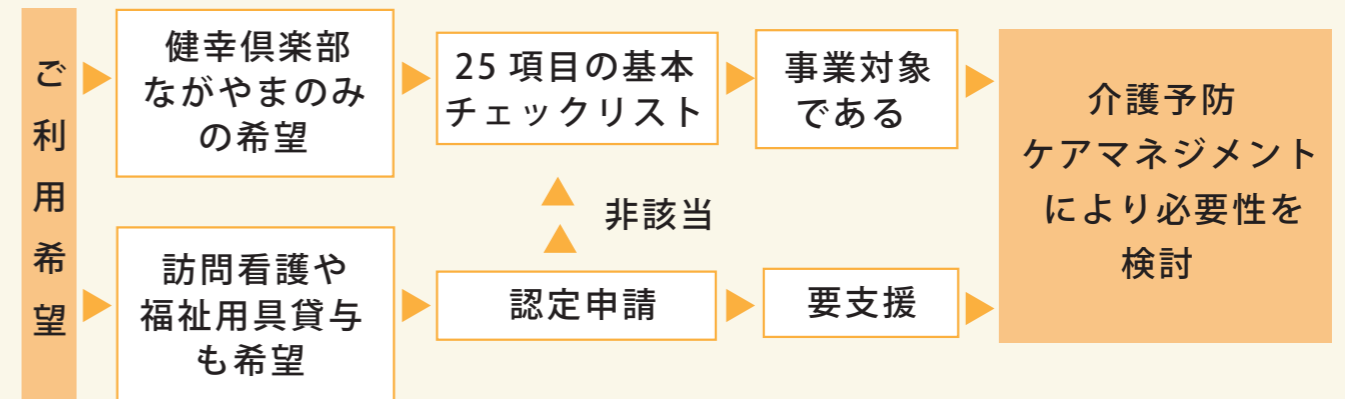 ご利用希望
健幸倶楽部
ながやまのみ
の希望
25 項目の基本
チェックリスト
事業対象
である
介護予防
ケアマネジメント
により必要性を
検討
非該当
訪問看護や
福祉用具貸与
も希望
認定申請
要支援